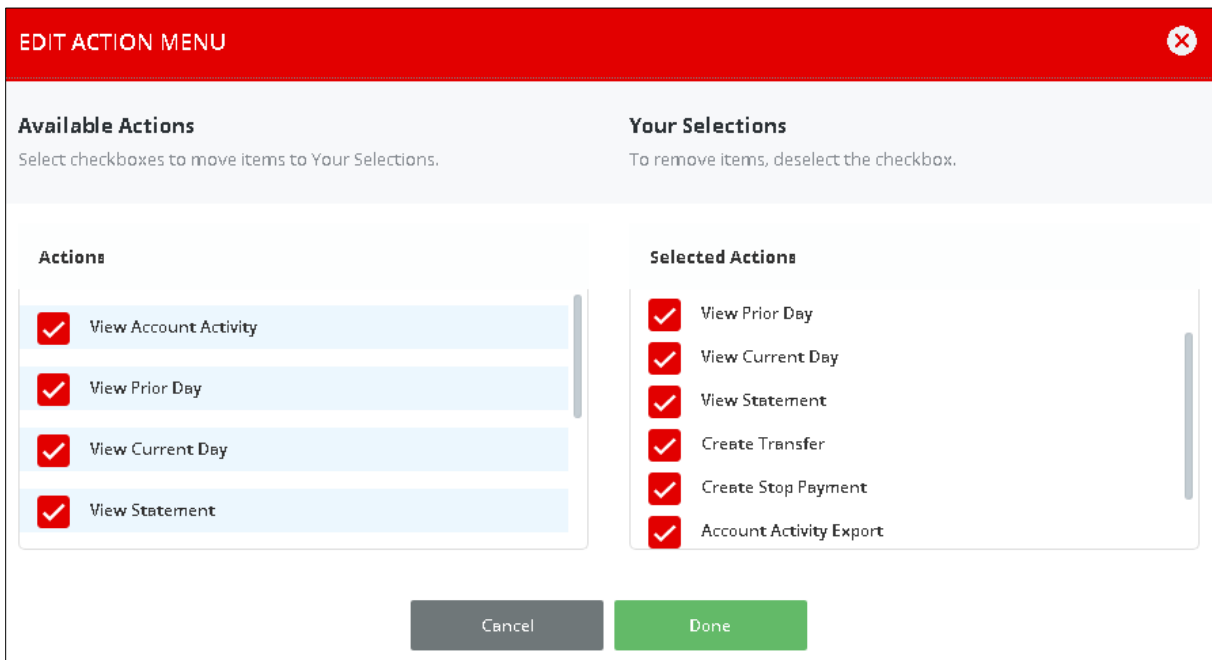 EDIT ACTION MENU
Available Actions
Select checkboxes to move items to Your Selections.
Your Selections
To remove items, deselect the checkbox.
Actions
View Account Activity
View Prior Day
View Current Day
View Statement
Selected Actions
View Prior Day
View Current Day
View Statement
Create Transfer
Create Stop Payment
Account Activity Export
Cancel
Done